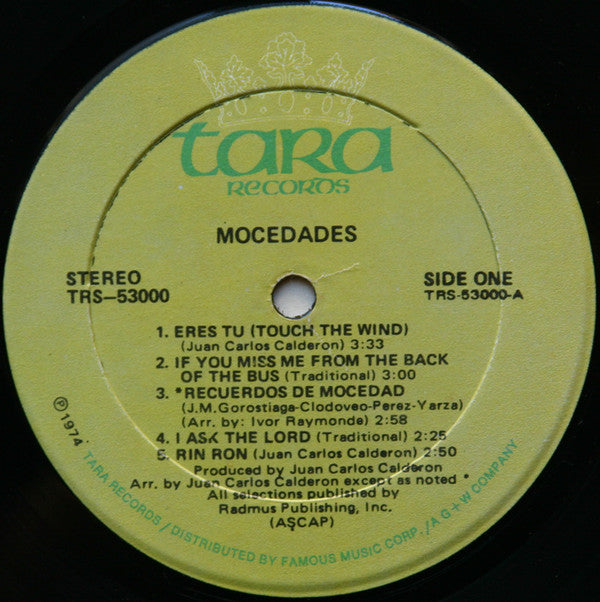 tara
RECORDS
MOCEDADES
STEREO
TRS-53000
SIDE ONE
TRS-53000-A
1. ERES TU (TOUCH THE WIND)
(Juan Carlos Calderon) 3:33
2. IF YOU MISS ME FROM THE BACK
OF THE BUS (Traditional) 3:00
3. *RECUERDOS DE MOCEDAD
(J.M.Gorostiaga-Clodoveo-Perez-Yarza)
(Arr. by: Ivor Raymonde) 2:58
4. I ASK THE LORD (Traditional) 2:25
5. RIN RON (Juan Carlos Calderon) 2:50
Produced by Juan Carlos Calderon
Arr. by Juan Carlos Calderon except as noted *
All selections published by
Radmus Publishing, Inc.
(ASCAP)
℗ 1974 TARA RECORDS / DISTRIBUTED BY FAMOUS MUSIC CORP. / A G + W COMPANY